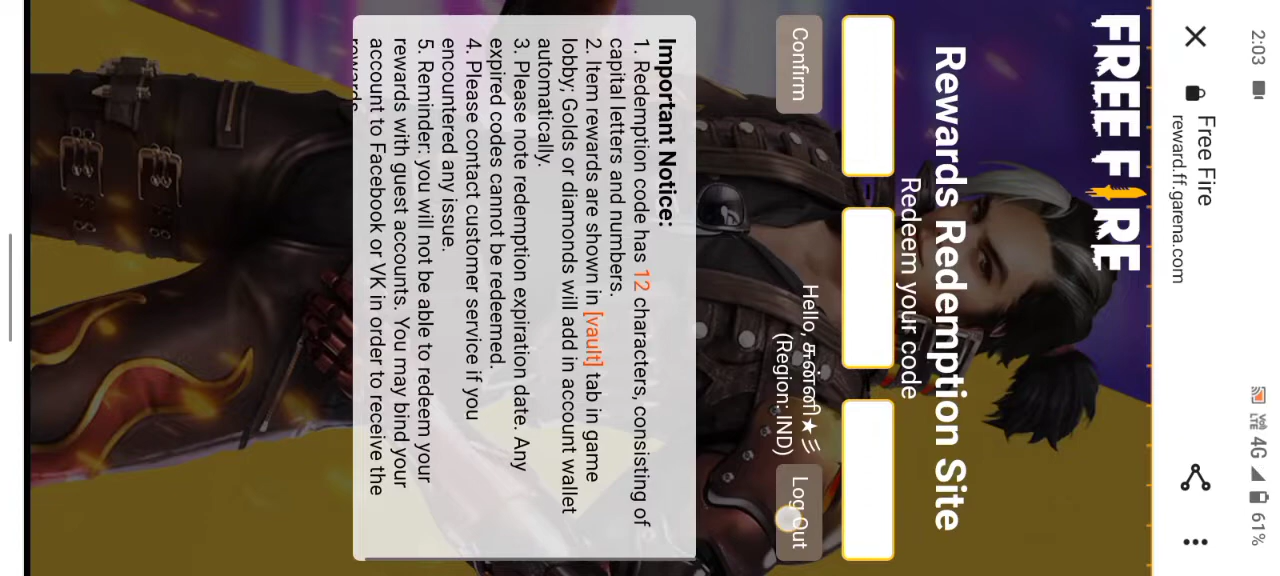 2:03
VoI) LTE 4G 61%
Free Fire
reward.ff.garena.com
FREE FIRE
Rewards Redemption Site
Redeem your code
Hello, சன்னி★彡
(Region: IND)
Confirm
Log Out
Important Notice:
1. Redemption code has 12 characters, consisting of
capital letters and numbers.
2. Item rewards are shown in [vault] tab in game
lobby; Golds or diamonds will add in account wallet
automatically.
3. Please note redemption expiration date. Any
expired codes cannot be redeemed.
4. Please contact customer service if you
encountered any issue.
5. Reminder: you will not be able to redeem your
rewards with guest accounts. You may bind your
account to Facebook or VK in order to receive the
rewards